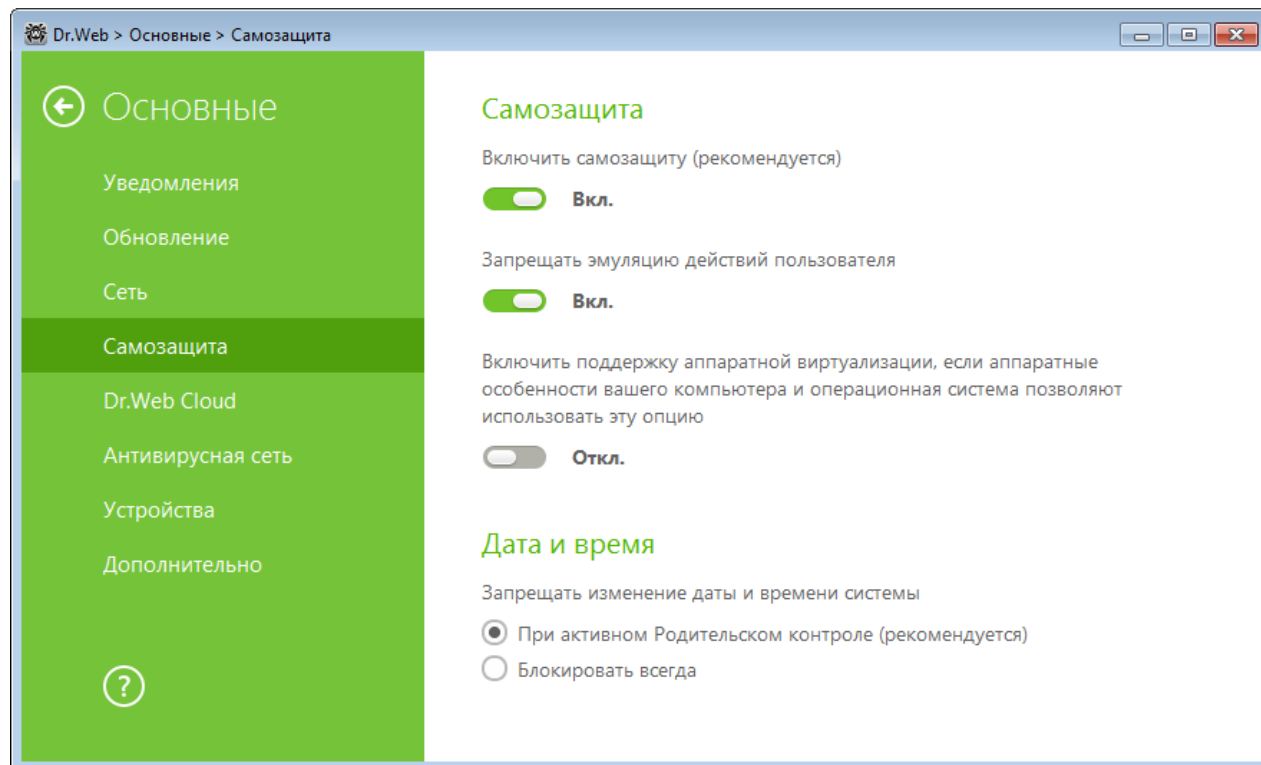 Dr.Web > Основные > Самозащита
Основные
Уведомления
Обновление
Сеть
Самозащита
Dr.Web Cloud
Антивирусная сеть
Устройства
Дополнительно
?
Самозащита
Включить самозащиту (рекомендуется)
Вкл.
Запрещать эмуляцию действий пользователя
Вкл.
Включить поддержку аппаратной виртуализации, если аппаратные
особенности вашего компьютера и операционная система позволяют
использовать эту опцию
Откл.
Дата и время
Запрещать изменение даты и времени системы
При активном Родительском контроле (рекомендуется)
Блокировать всегда